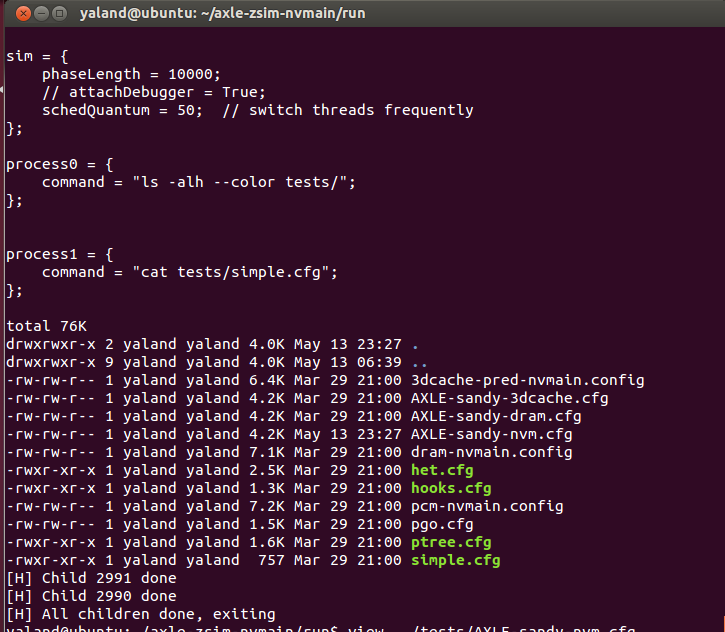 yaland@ubuntu: ~/axle-zsim-nvmain/run
sim = {
    phaseLength = 10000;
    // attachDebugger = True;
    schedQuantum = 50;  // switch threads frequently
};
process0 = {
    command = "ls -alh --color tests/";
};
process1 = {
    command = "cat tests/simple.cfg";
};
total 76K
drwxrwxr-x 2 yaland yaland 4.0K May 13 23:27 .
drwxrwxr-x 9 yaland yaland 4.0K May 13 06:39 ..
-rw-rw-r-- 1 yaland yaland 6.4K Mar 29 21:00 3dcache-pred-nvmain.config
-rw-rw-r-- 1 yaland yaland 4.2K Mar 29 21:00 AXLE-sandy-3dcache.cfg
-rw-rw-r-- 1 yaland yaland 4.2K Mar 29 21:00 AXLE-sandy-dram.cfg
-rw-rw-r-- 1 yaland yaland 4.2K May 13 23:27 AXLE-sandy-nvm.cfg
-rw-rw-r-- 1 yaland yaland 7.1K Mar 29 21:00 dram-nvmain.config
-rwxr-xr-x 1 yaland yaland 2.5K Mar 29 21:00 het.cfg
-rwxr-xr-x 1 yaland yaland 1.3K Mar 29 21:00 hooks.cfg
-rw-rw-r-- 1 yaland yaland 7.2K Mar 29 21:00 pcm-nvmain.config
-rw-rw-r-- 1 yaland yaland 1.5K Mar 29 21:00 pgo.cfg
-rwxr-xr-x 1 yaland yaland 1.6K Mar 29 21:00 ptree.cfg
-rwxr-xr-x 1 yaland yaland  757 Mar 29 21:00 simple.cfg
[H] Child 2991 done
[H] Child 2990 done
[H] All children done, exiting
yaland@ubuntu: ~/axle-zsim-nvmain/run$ view